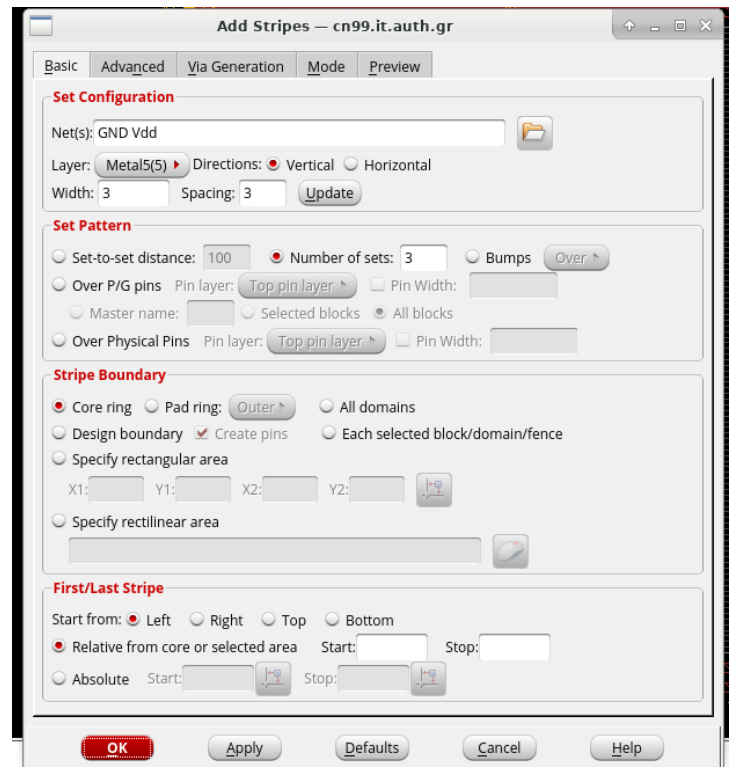 Add Stripes — cn99.it.auth.gr
Basic Advanced Via Generation Mode Preview
Set Configuration
Net(s): GND Vdd
Layer: Metal5(5) Directions: Vertical Horizontal
Width: 3 Spacing: 3 Update
Set Pattern
Set-to-set distance: 100 Number of sets: 3 Bumps Over
Over P/G pins Pin layer: Top pin layer Pin Width:
Master name: Selected blocks All blocks
Over Physical Pins Pin layer: Top pin layer Pin Width:
Stripe Boundary
Core ring Pad ring: Outer All domains
Design boundary Create pins Each selected block/domain/fence
Specify rectangular area
X1: Y1: X2: Y2:
Specify rectilinear area
First/Last Stripe
Start from: Left Right Top Bottom
Relative from core or selected area Start: Stop:
Absolute Start: Stop:
OK Apply Defaults Cancel Help